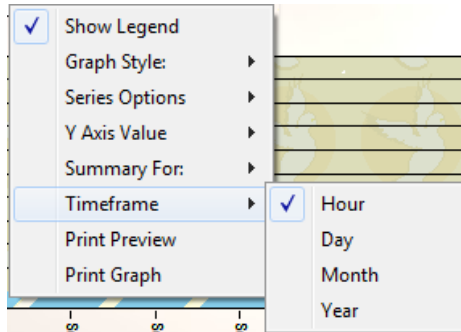 Show Legend
Graph Style:
Series Options
Y Axis Value
Summary For:
Timeframe
Print Preview
Print Graph
Hour
Day
Month
Year